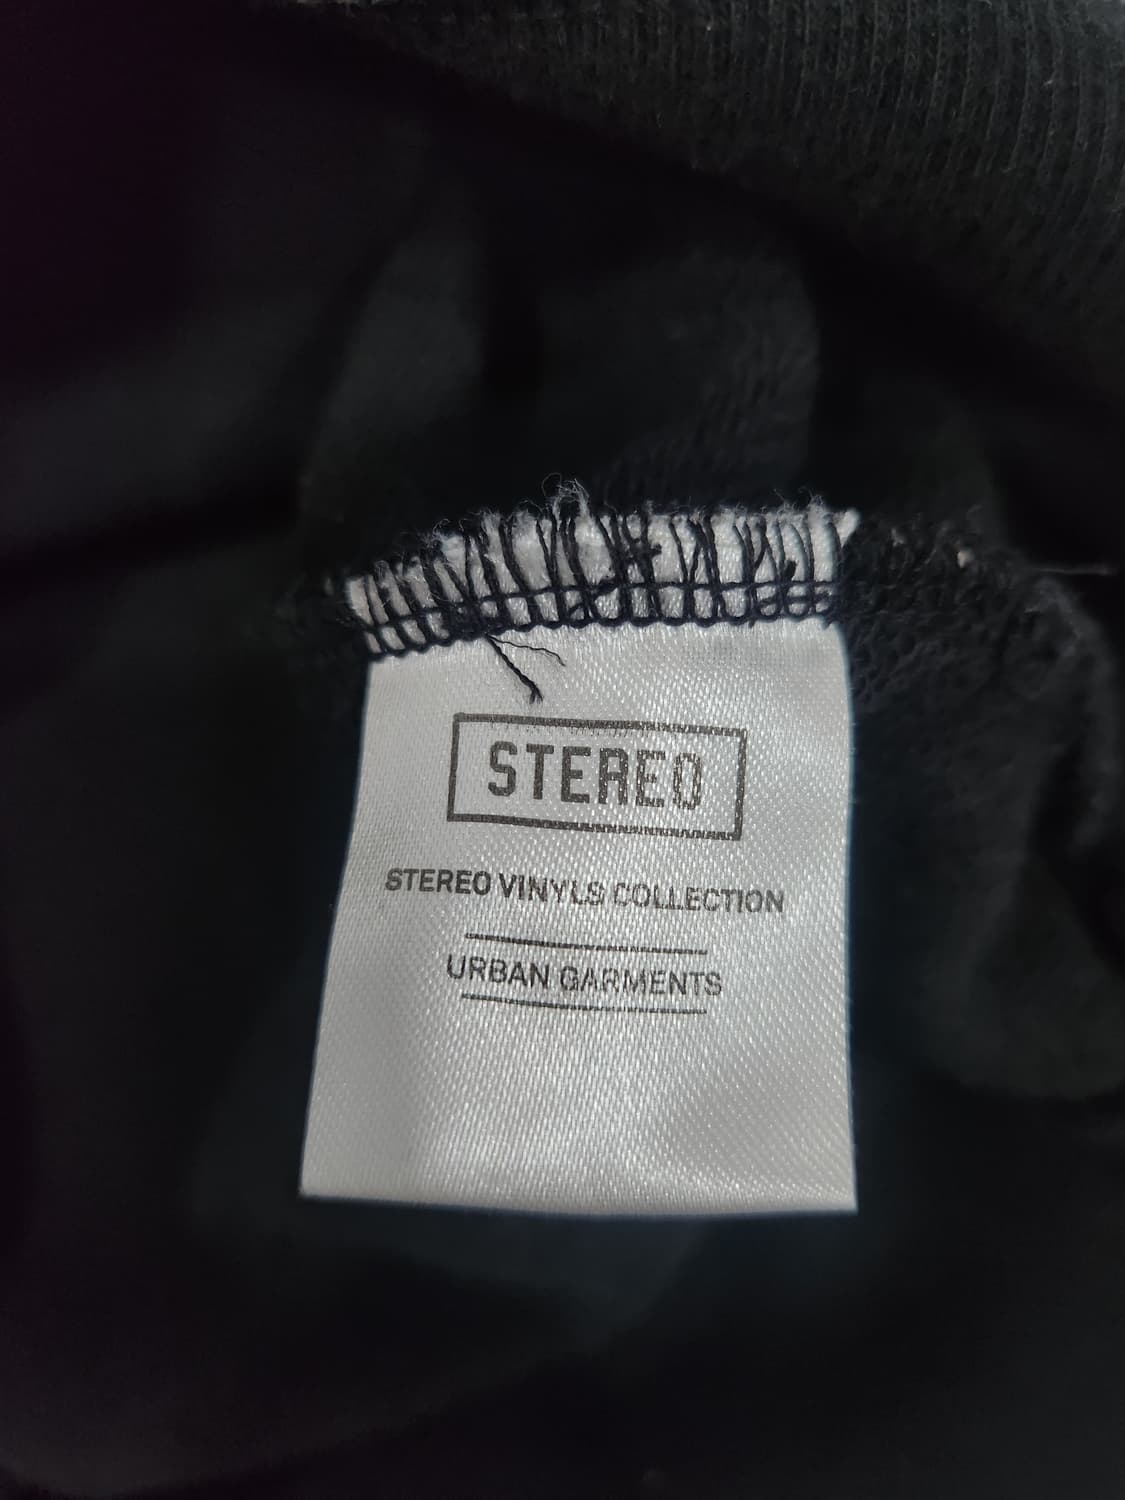 STEREO
STEREO VINYLS COLLECTION
URBAN GARMENTS